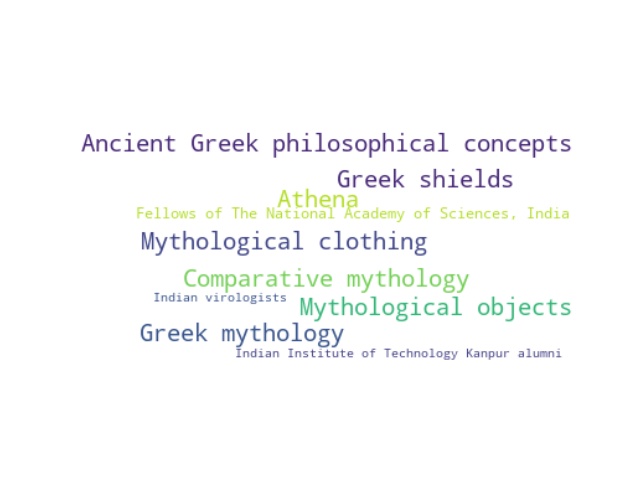 Ancient Greek philosophical concepts
Greek shields
Athena
Fellows of The National Academy of Sciences, India
Mythological clothing
Comparative mythology
Indian virologists
Mythological objects
Greek mythology
Indian Institute of Technology Kanpur alumni